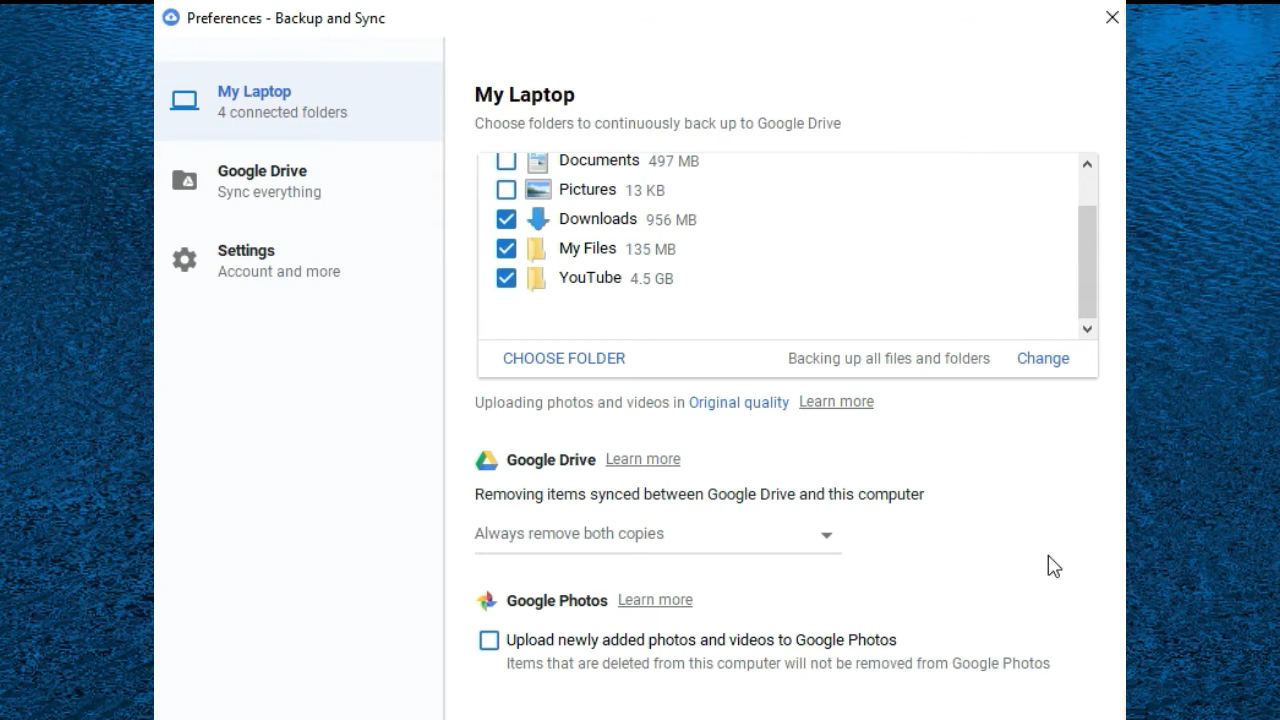 Preferences - Backup and Sync
My Laptop
4 connected folders
Google Drive
Sync everything
Settings
Account and more
My Laptop
Choose folders to continuously back up to Google Drive
Documents 497 MB
Pictures 13 KB
Downloads 956 MB
My Files 135 MB
YouTube 4.5 GB
CHOOSE FOLDER Backing up all files and folders Change
Uploading photos and videos in Original quality Learn more
Google Drive Learn more
Removing items synced between Google Drive and this computer
Always remove both copies
Google Photos Learn more
Upload newly added photos and videos to Google Photos
Items that are deleted from this computer will not be removed from Google Photos